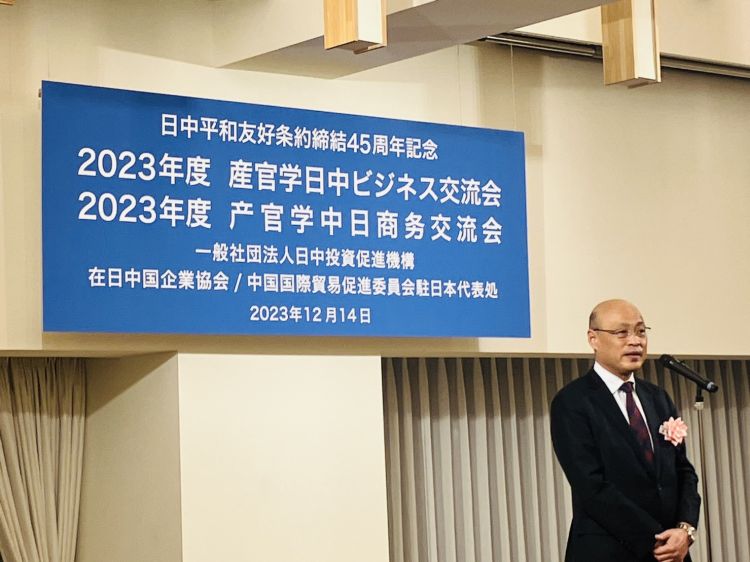 日中平和友好条約締結45周年記念
2023年度 産官学日中ビジネス交流会
2023年度 产官学中日商务交流会
一般社団法人日中投資促進機構
在日中国企業協会 / 中国国際貿易促進委員会駐日本代表処
2023年12月14日